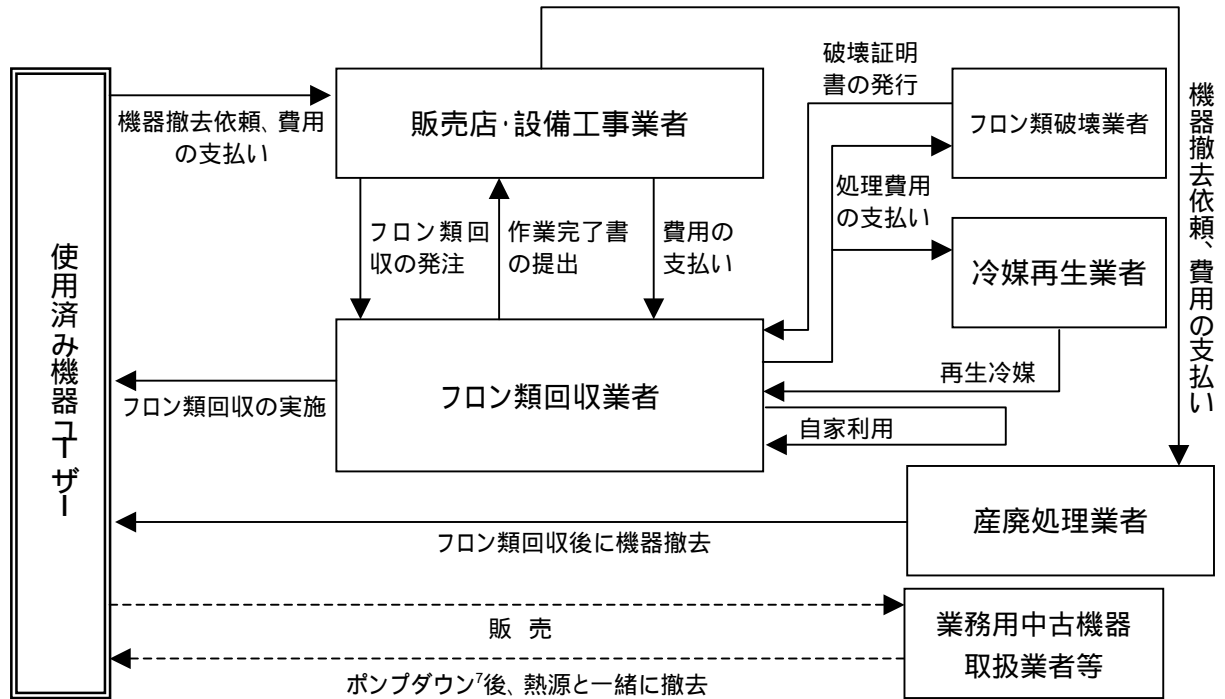 使用済み機器ユーザー
機器撤去依頼、費用
の支払い
販売店・設備工事業者
破壊証明
書の発行
フロン類破壊業者
機器撤去依頼、費用の支払い
フロン類回
収の発注
作業完了書
の提出
費用の
支払い
処理費用
の支払い
冷媒再生業者
フロン類回収の実施
フロン類回収業者
再生冷媒
自家利用
産廃処理業者
フロン類回収後に機器撤去
販 売
業務用中古機器
取扱業者等
ポンプダウン7後、熱源と一緒に撤去